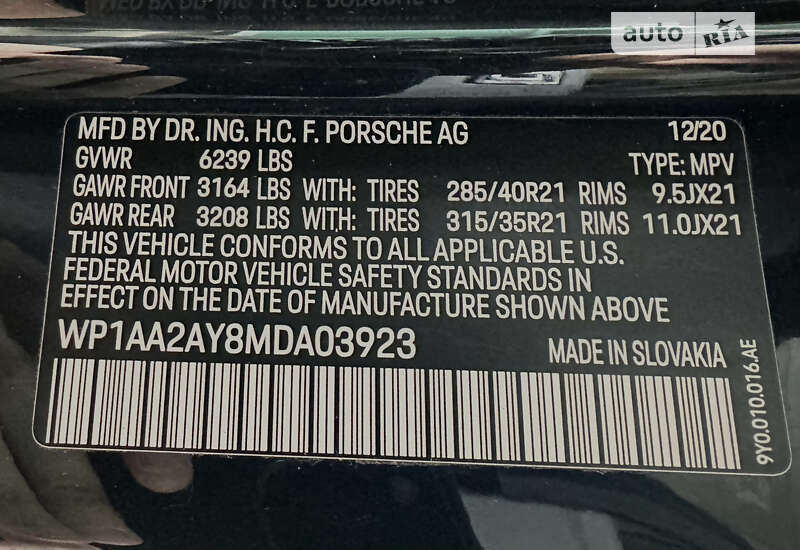 auto RIA
MFD BY DR. ING. H.C. F. PORSCHE AG 12/20
GVWR 6239 LBS TYPE: MPV
GAWR FRONT 3164 LBS WITH: TIRES 285/40R21 RIMS 9.5JX21
GAWR REAR 3208 LBS WITH: TIRES 315/35R21 RIMS 11.0JX21
THIS VEHICLE CONFORMS TO ALL APPLICABLE U.S.
FEDERAL MOTOR VEHICLE SAFETY STANDARDS IN
EFFECT ON THE DATE OF MANUFACTURE SHOWN ABOVE
WP1AA2AY8MDA03923 MADE IN SLOVAKIA
9Y0.010.016.AE